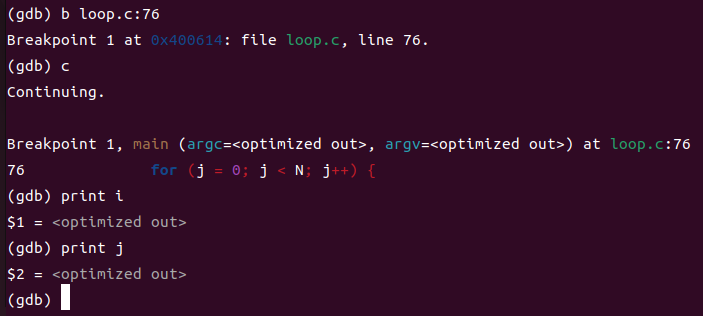 (gdb) b loop.c:76
Breakpoint 1 at 0x400614: file loop.c, line 76.
(gdb) c
Continuing.

Breakpoint 1, main (argc=<optimized out>, argv=<optimized out>) at loop.c:76
76              for (j = 0; j < N; j++) {
(gdb) print i
$1 = <optimized out>
(gdb) print j
$2 = <optimized out>
(gdb)